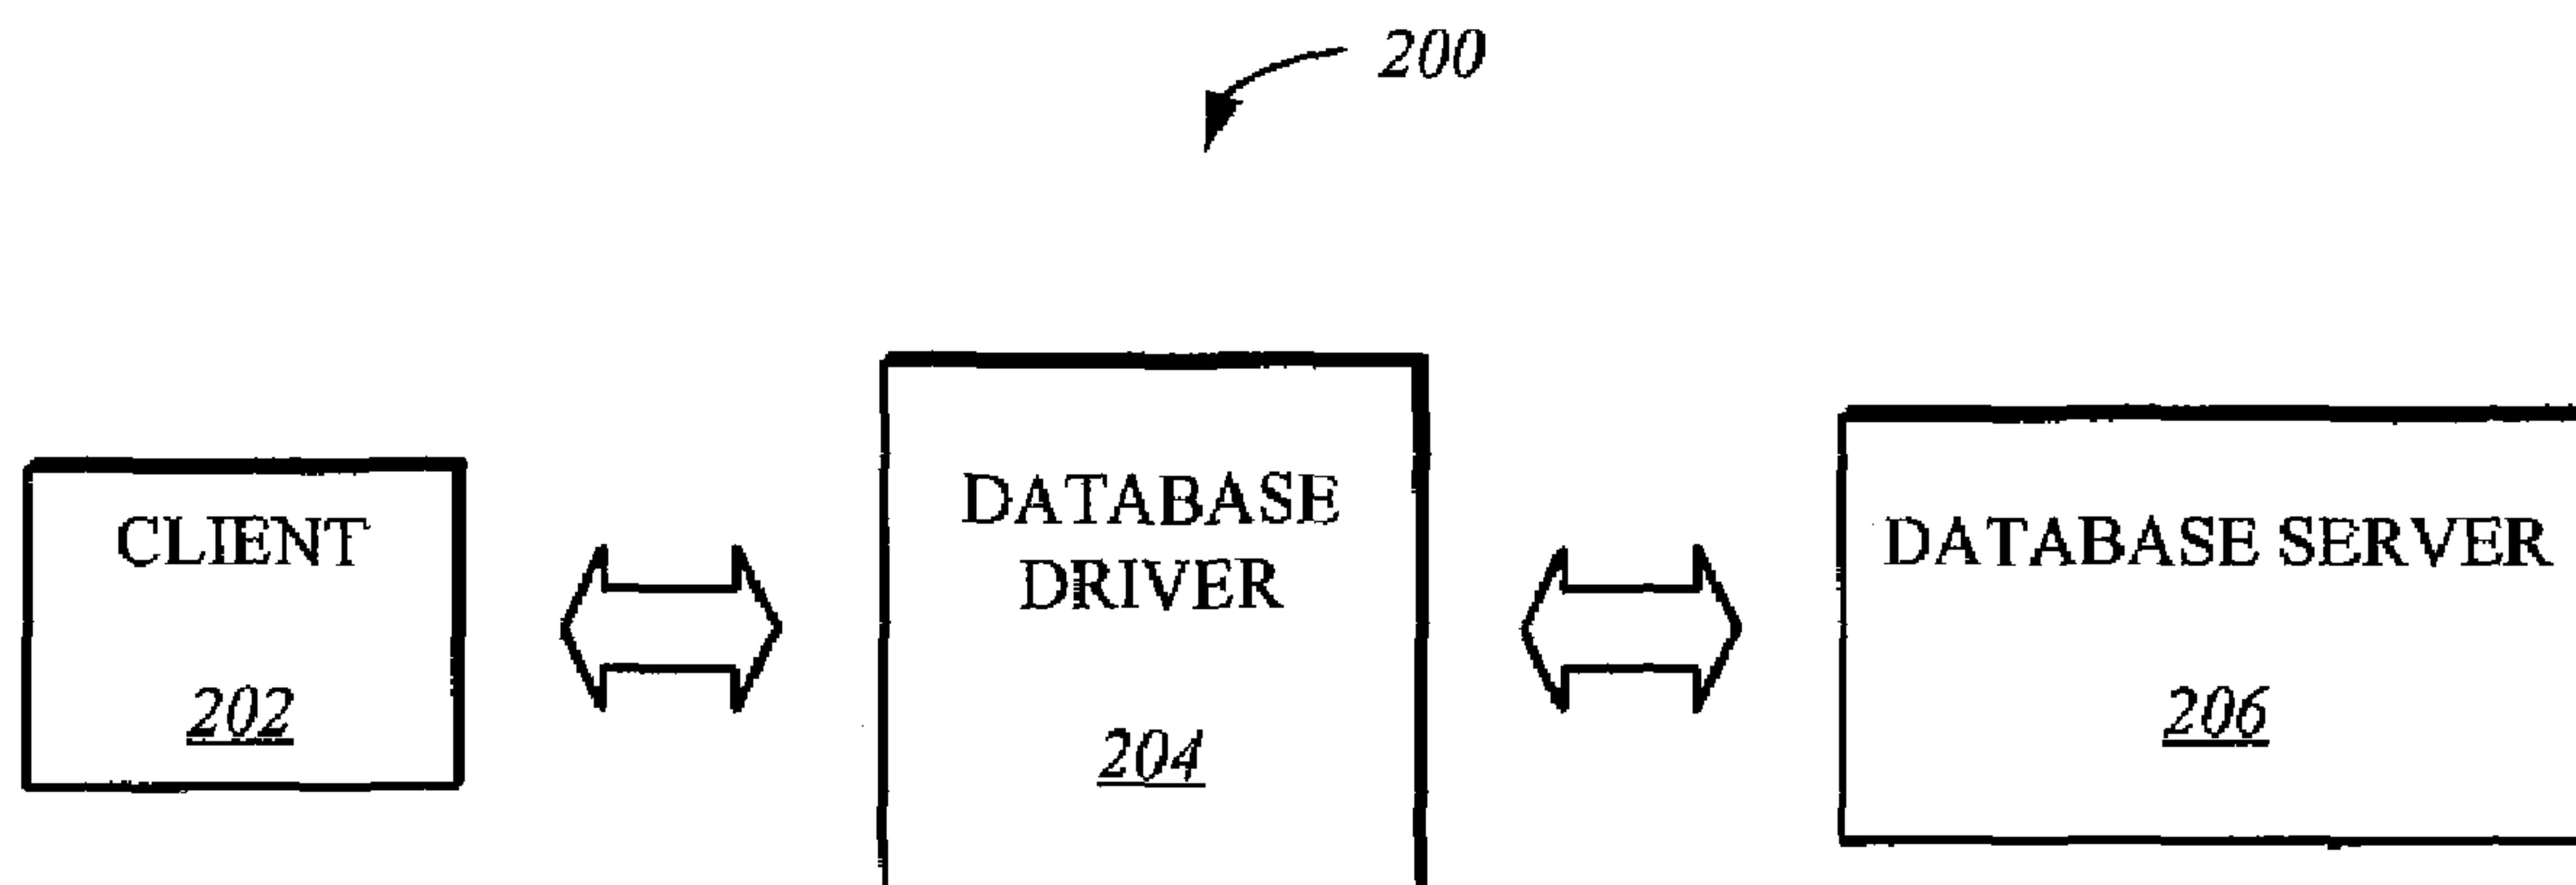 200
CLIENT
202
DATABASE
DRIVER
204
DATABASE SERVER
206